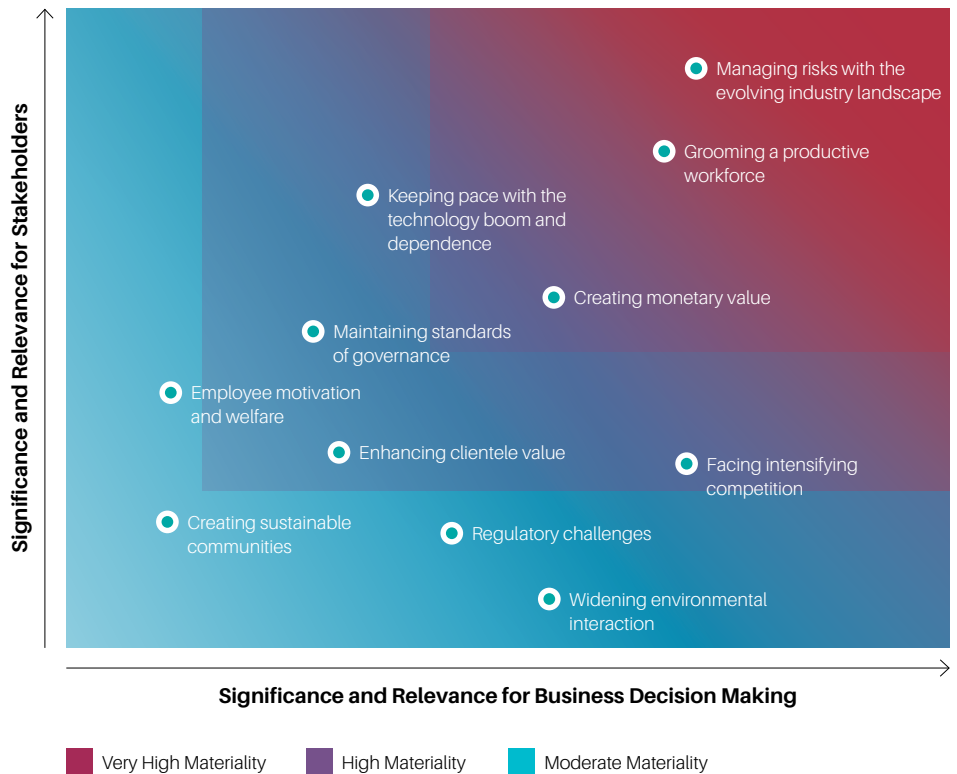 Significance and Relevance for Stakeholders
Managing risks with the
evolving industry landscape
Grooming a productive
workforce
Keeping pace with the
technology boom and
dependence
Creating monetary value
Maintaining standards
of governance
Employee motivation
and welfare
Enhancing clientele value
Facing intensifying
competition
Creating sustainable
communities
Regulatory challenges
Widening environmental
interaction
Significance and Relevance for Business Decision Making
Very High Materiality
High Materiality
Moderate Materiality